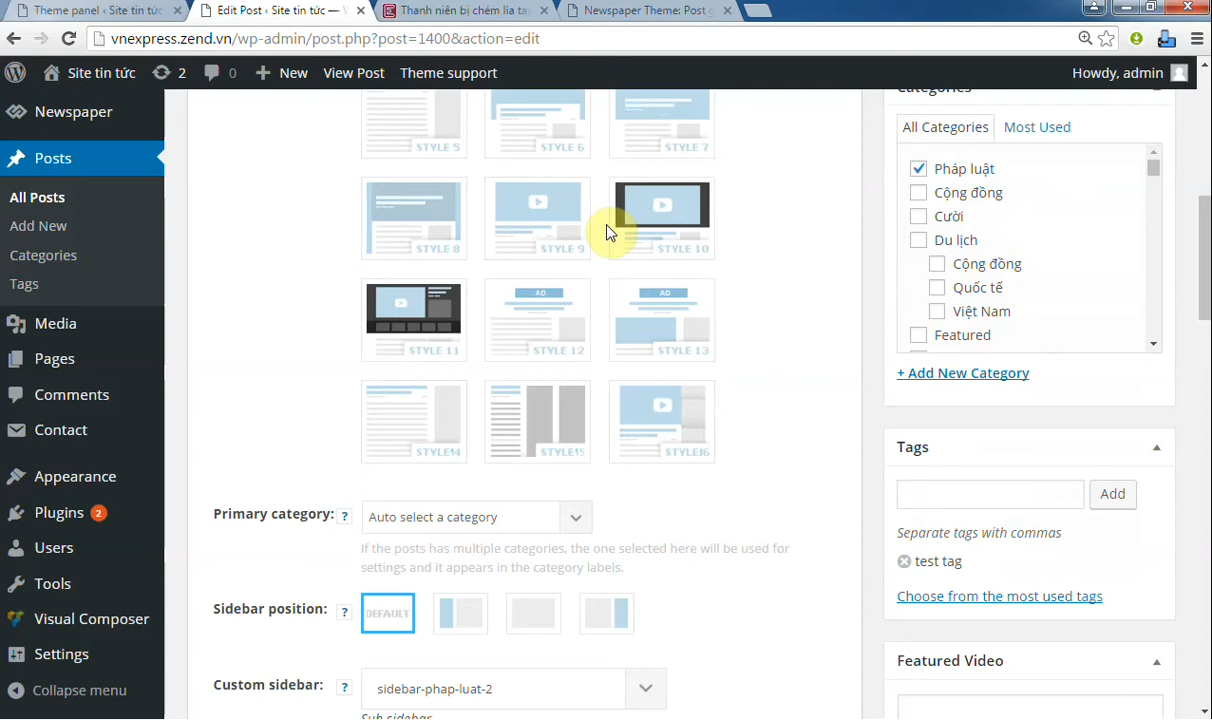 Theme panel ‹ Site tin tức
Edit Post ‹ Site tin tức —
Thanh niên bị chém lìa ta
Newspaper Theme: Post
vnexpress.zend.vn/wp-admin/post.php?post=1400&action=edit
Site tin tức
2
0
New
View Post
Theme support
Howdy, admin
Newspaper
Posts
All Posts
Add New
Categories
Tags
Media
Pages
Comments
Contact
Appearance
Plugins 2
Users
Tools
Visual Composer
Settings
Collapse menu
STYLE 5
STYLE 6
STYLE 7
STYLE 8
STYLE 9
STYLE 10
STYLE 11
AD
STYLE 12
AD
STYLE 13
STYLE14
STYLE15
STYLE16
Primary category: ?
Auto select a category
If the posts has multiple categories, the one selected here will be used for
settings and it appears in the category labels.
Sidebar position: ?
DEFAULT
Custom sidebar: ?
sidebar-phap-luat-2
Sub sidebar
Categories
All Categories
Most Used
Pháp luật
Cộng đồng
Cười
Du lịch
Cộng đồng
Quốc tế
Việt Nam
Featured
+ Add New Category
Tags
Add
Separate tags with commas
test tag
Choose from the most used tags
Featured Video